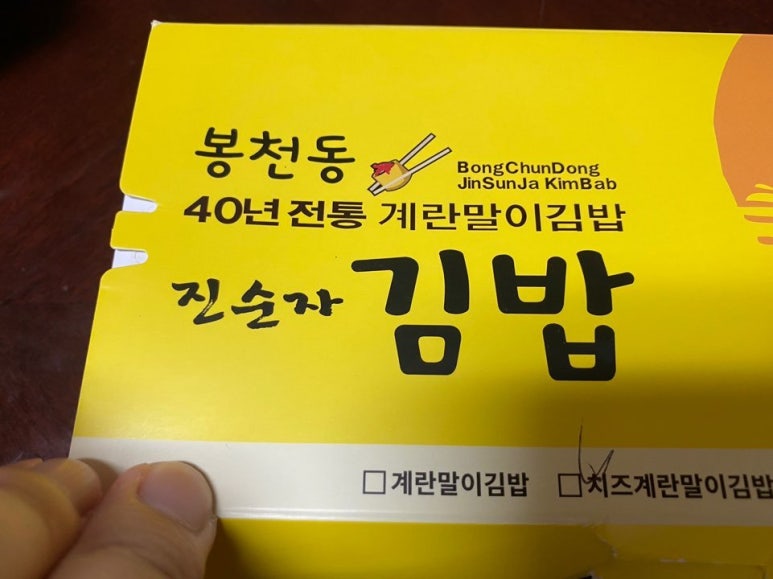 봉천동
BongChunDong
JinSunJa KimBab
40년 전통 계란말이김밥
진순자 김밥
□계란말이김밥 □치즈계란말이김밥